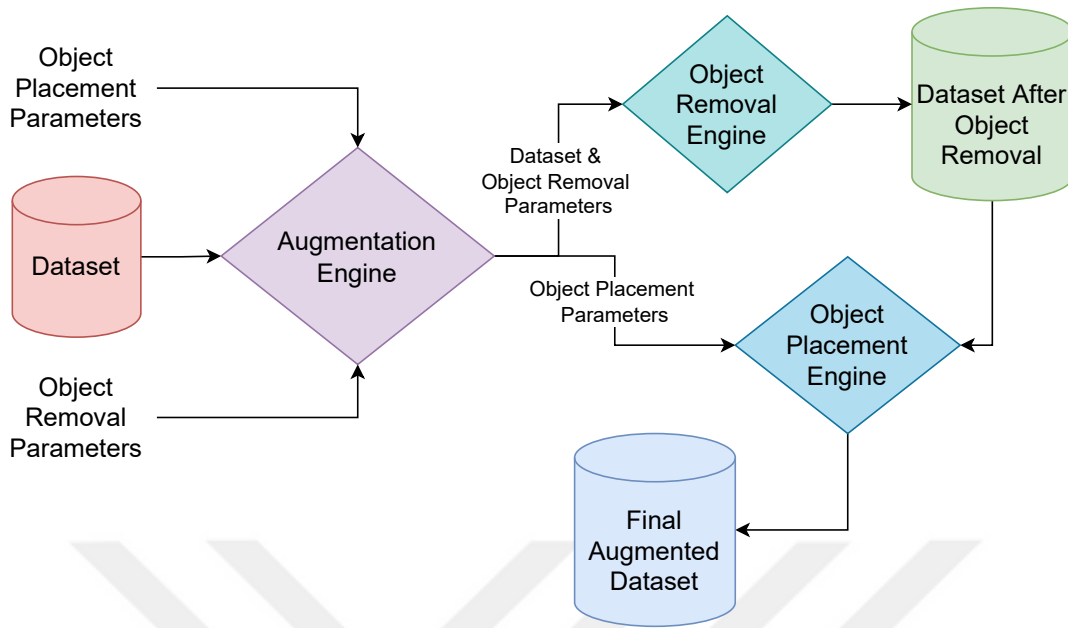 Object
Placement
Parameters
Dataset
Object
Removal
Parameters
Augmentation
Engine
Dataset &
Object Removal
Parameters
Object Placement
Parameters
Object
Removal
Engine
Dataset After
Object
Removal
Object
Placement
Engine
Final
Augmented
Dataset